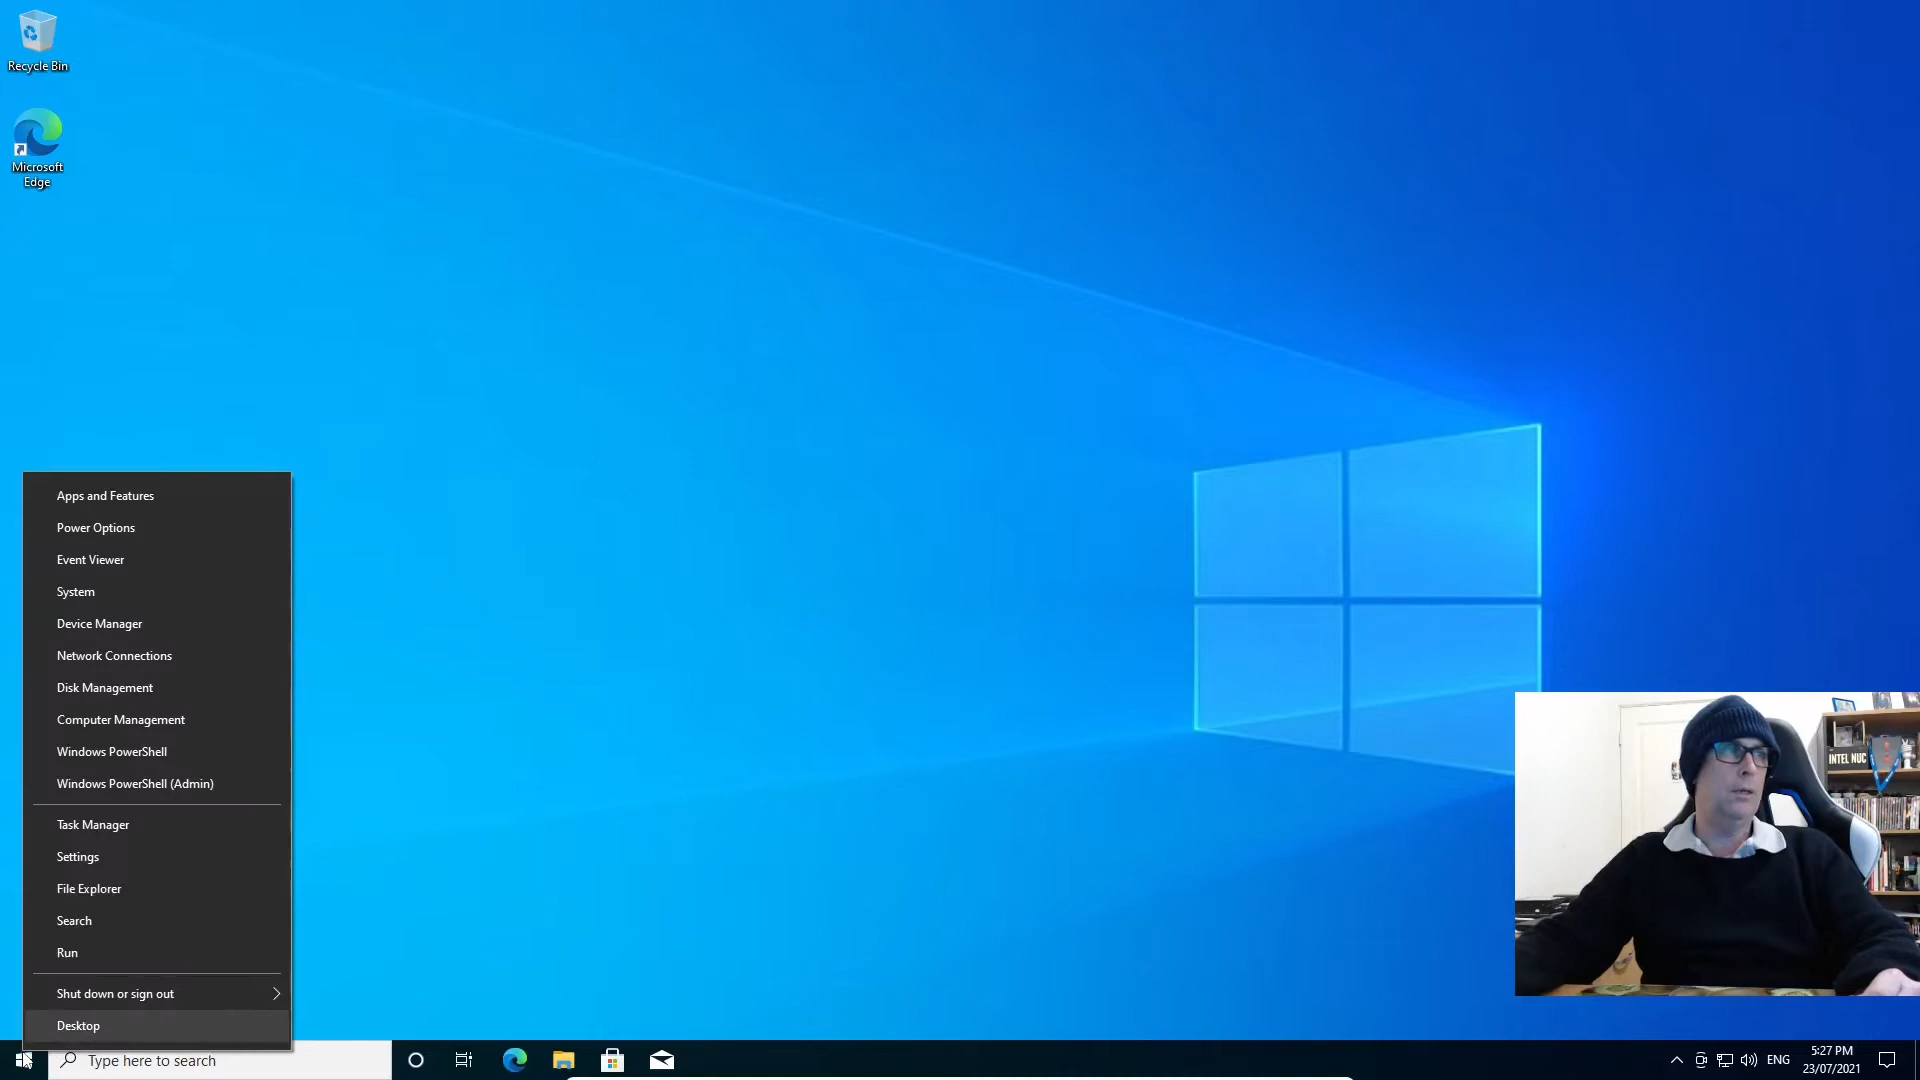 Recycle Bin
Microsoft
Edge
Apps and Features
Power Options
Event Viewer
System
Device Manager
Network Connections
Disk Management
Computer Management
Windows PowerShell
Windows PowerShell (Admin)
Task Manager
Settings
File Explorer
Search
Run
Shut down or sign out
Desktop
INTEL NUC
Type here to search
ENG
5:27 PM
23/07/2021